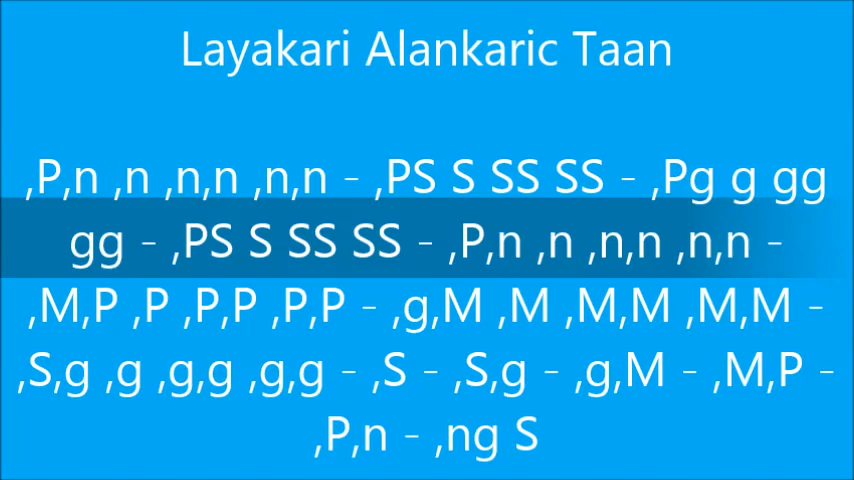 Layakari Alankaric Taan
,P,n ,n ,n,n ,n,n - ,PS S SS SS - ,Pg g gg
gg - ,PS S SS SS - ,P,n ,n ,n,n ,n,n -
,M,P ,P ,P,P ,P,P - ,g,M ,M ,M,M ,M,M -
,S,g ,g ,g,g ,g,g - ,S - ,S,g - ,g,M - ,M,P -
,P,n - ,ng S